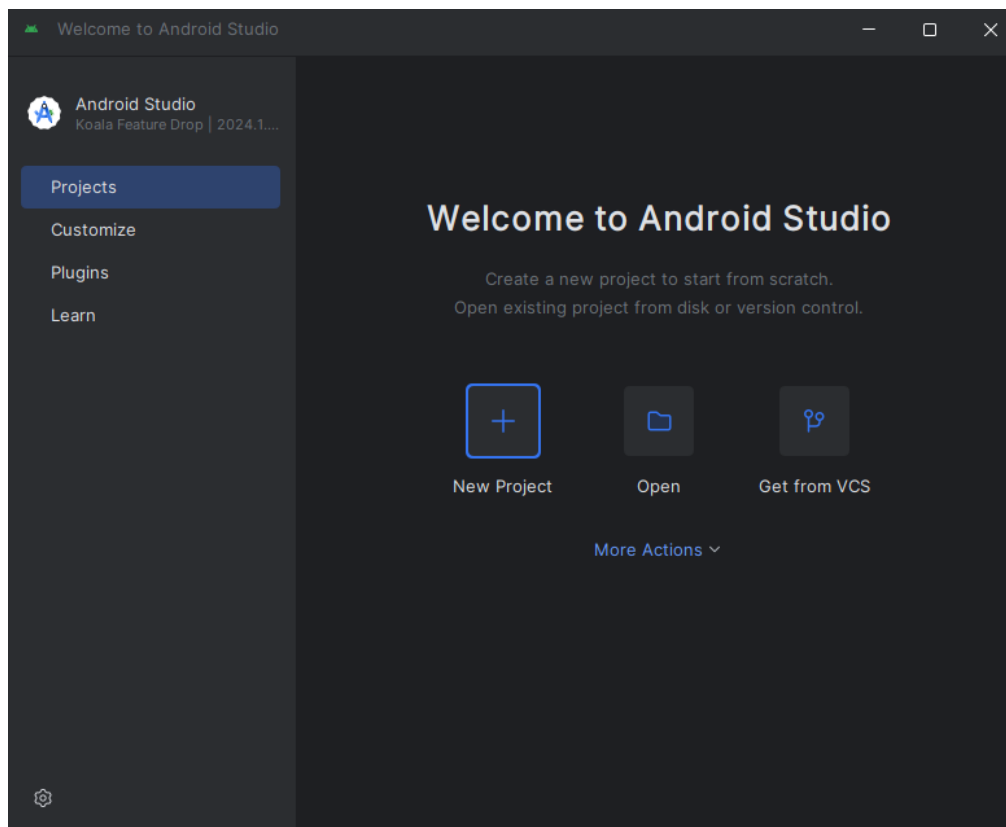 Welcome to Android Studio
Android Studio
Koala Feature Drop | 2024.1....
Projects
Customize
Plugins
Learn
Welcome to Android Studio
Create a new project to start from scratch.
Open existing project from disk or version control.
New Project
Open
Get from VCS
More Actions